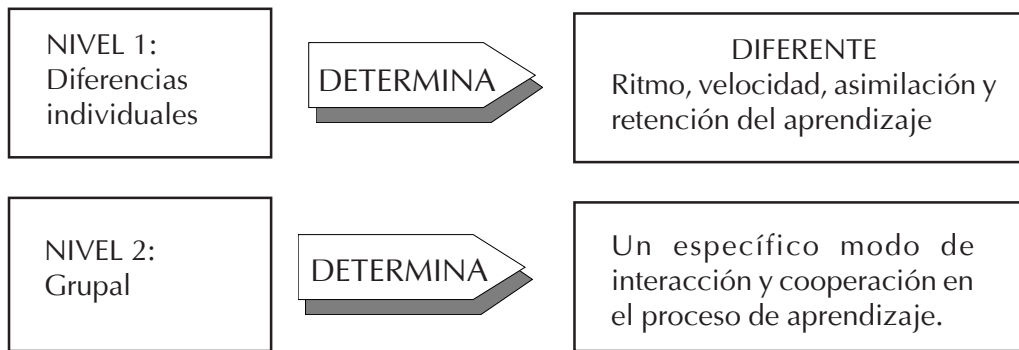 NIVEL 1:
Diferencias
individuales
DETERMINA
DIFERENTE
Ritmo, velocidad, asimilación y
retención del aprendizaje
NIVEL 2:
Grupal
DETERMINA
Un específico modo de
interacción y cooperación en
el proceso de aprendizaje.